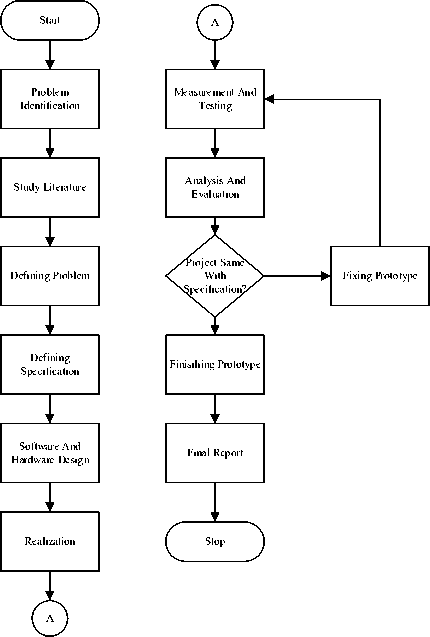 Start
Problem
Identification
Study Literature
Defining Problem
Defining
Specification
Software And
Hardware Design
Realization
A
A
Measurement And
Testing
Analysis And
Evaluation
Project Same
With
Specification?
Fixing Prototype
Finishing Prototype
Final Report
Stop